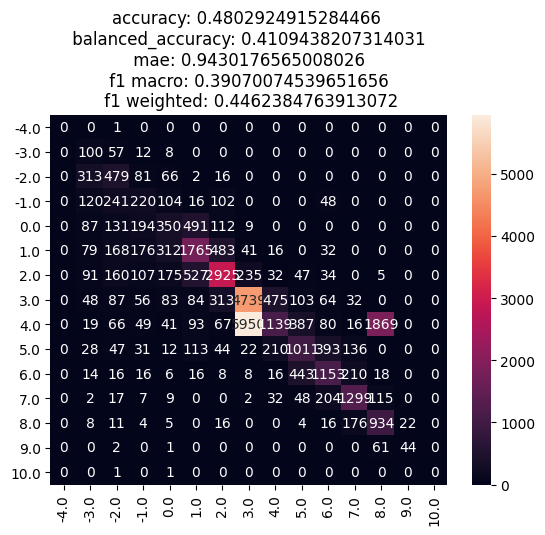 accuracy: 0.4802924915284466
balanced_accuracy: 0.4109438207314031
mae: 0.9430176565008026
f1 macro: 0.39070074539651656
f1 weighted: 0.4462384763913072
-4.0 0 0 1 0 0 0 0 0 0 0 0 0 0 0 0
-3.0 0 100 57 12 8 0 0 0 0 0 0 0 0 0 0
-2.0 0 313 479 81 66 2 16 0 0 0 0 0 0 0 0
-1.0 0 120 241 220 104 16 102 0 0 0 48 0 0 0 0
0.0 0 87 131 194 350 491 112 9 0 0 0 0 0 0 0
1.0 0 79 168 176 312 1765 483 41 16 0 32 0 0 0 0
2.0 0 91 160 107 175 527 2925 235 32 47 34 0 5 0 0
3.0 0 48 87 56 83 84 313 4739 475 103 64 32 0 0 0
4.0 0 19 66 49 41 93 67 5950 1139 387 80 16 1869 0 0
5.0 0 28 47 31 12 113 44 22 210 1011 393 136 0 0 0
6.0 0 14 16 16 6 16 8 8 16 443 1153 210 18 0 0
7.0 0 2 17 7 9 0 0 2 32 48 204 1299 115 0 0
8.0 0 8 11 4 5 0 16 0 0 4 16 176 934 22 0
9.0 0 0 2 0 1 0 0 0 0 0 0 0 61 44 0
10.0 0 0 1 0 1 0 0 0 0 0 0 0 0 0 0
-4.0 -3.0 -2.0 -1.0 0.0 1.0 2.0 3.0 4.0 5.0 6.0 7.0 8.0 9.0 10.0
5000
4000
3000
2000
1000
0